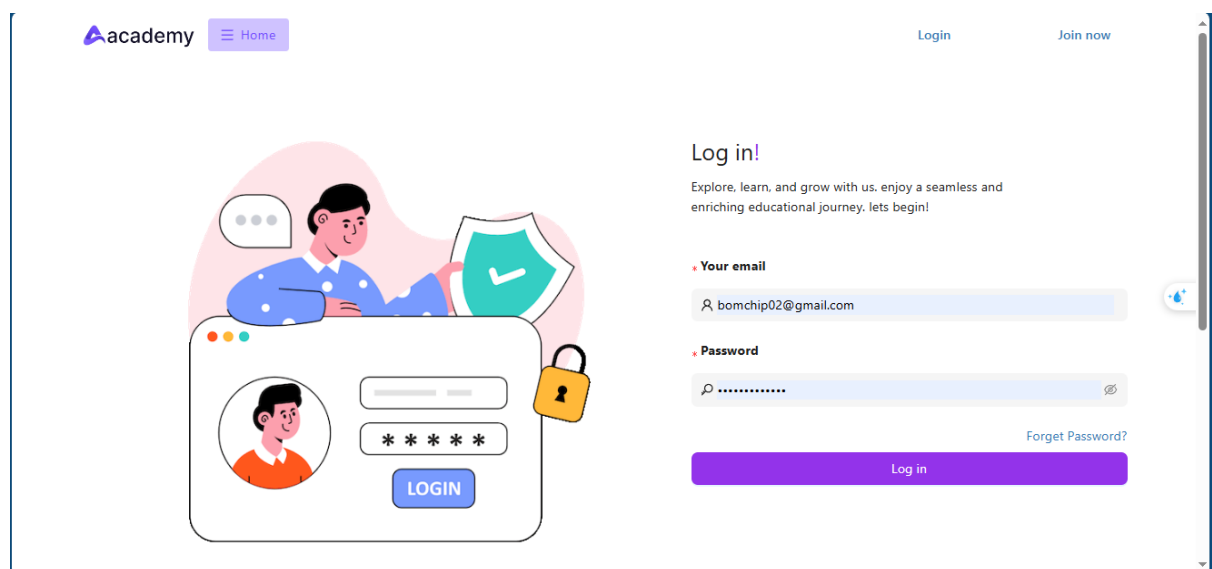 academy
Home
Login
Join now
Log in!
Explore, learn, and grow with us. enjoy a seamless and
enriching educational journey. lets begin!
* Your email
bomchip02@gmail.com
* Password
•••••••••••••
Forget Password?
Log in
* * * * *
LOGIN